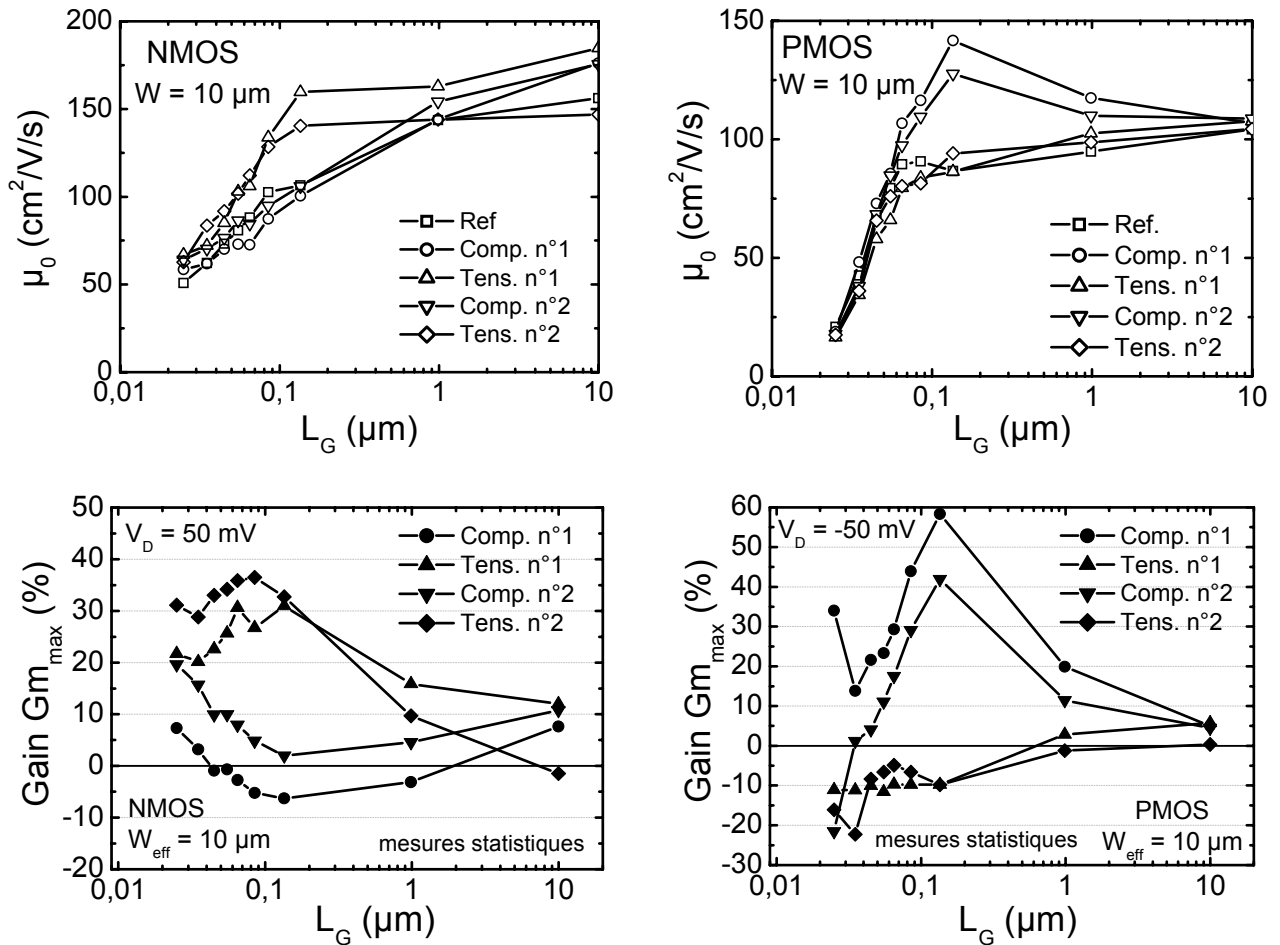 200
150
100
50
0
0,01
0,1
1
10
µ0 (cm²/V/s)
LG (µm)
NMOS
W = 10 µm
Ref
Comp. n°1
Tens. n°1
Comp. n°2
Tens. n°2
150
100
50
0
0,01
0,1
1
10
µ0 (cm²/V/s)
LG (µm)
PMOS
W = 10 µm
Ref.
Comp. n°1
Tens. n°1
Comp. n°2
Tens. n°2
50
40
30
20
10
0
-10
-20
0,01
0,1
1
10
Gain Gmmax (%)
LG (µm)
VD = 50 mV
Comp. n°1
Tens. n°1
Comp. n°2
Tens. n°2
NMOS
Weff = 10 µm
mesures statistiques
60
50
40
30
20
10
0
-10
-20
-30
0,01
0,1
1
10
Gain Gmmax (%)
LG (µm)
VD = -50 mV
Comp. n°1
Tens. n°1
Comp. n°2
Tens. n°2
PMOS
mesures statistiques
Weff = 10 µm